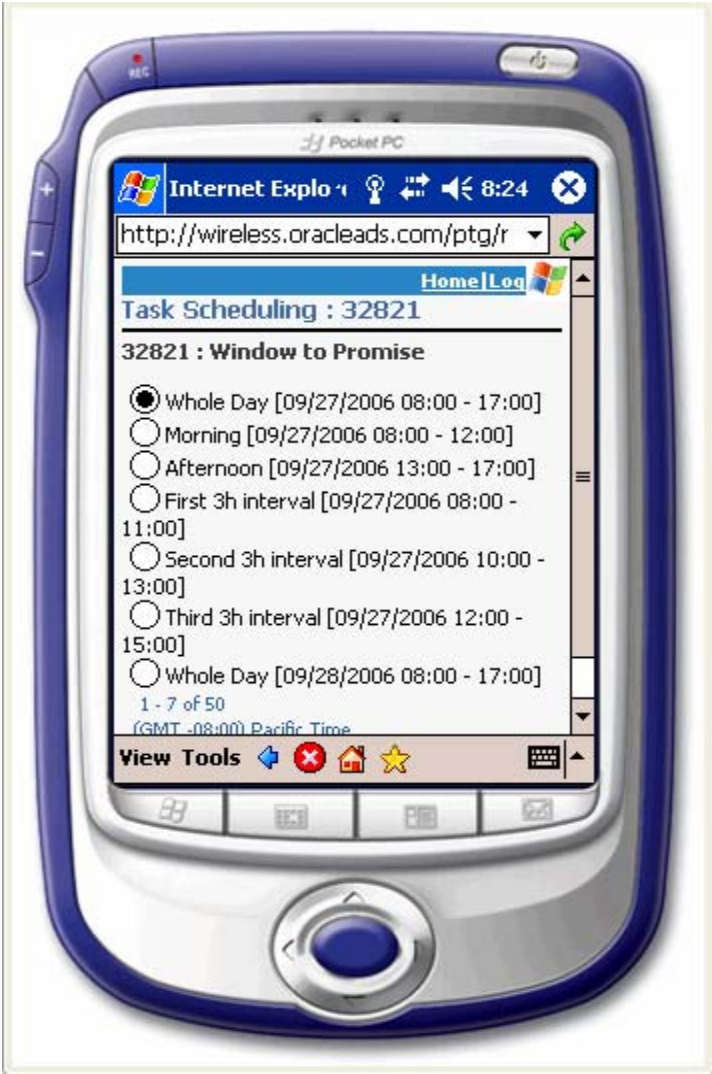 REC
Pocket PC
Internet Explo
8:24
http://wireless.oracleads.com/ptg/r
Home|Log
Task Scheduling : 32821
32821 : Window to Promise
Whole Day [09/27/2006 08:00 - 17:00]
Morning [09/27/2006 08:00 - 12:00]
Afternoon [09/27/2006 13:00 - 17:00]
First 3h interval [09/27/2006 08:00 -
11:00]
Second 3h interval [09/27/2006 10:00 -
13:00]
Third 3h interval [09/27/2006 12:00 -
15:00]
Whole Day [09/28/2006 08:00 - 17:00]
1 - 7 of 50
(GMT -08:00) Pacific Time
View Tools